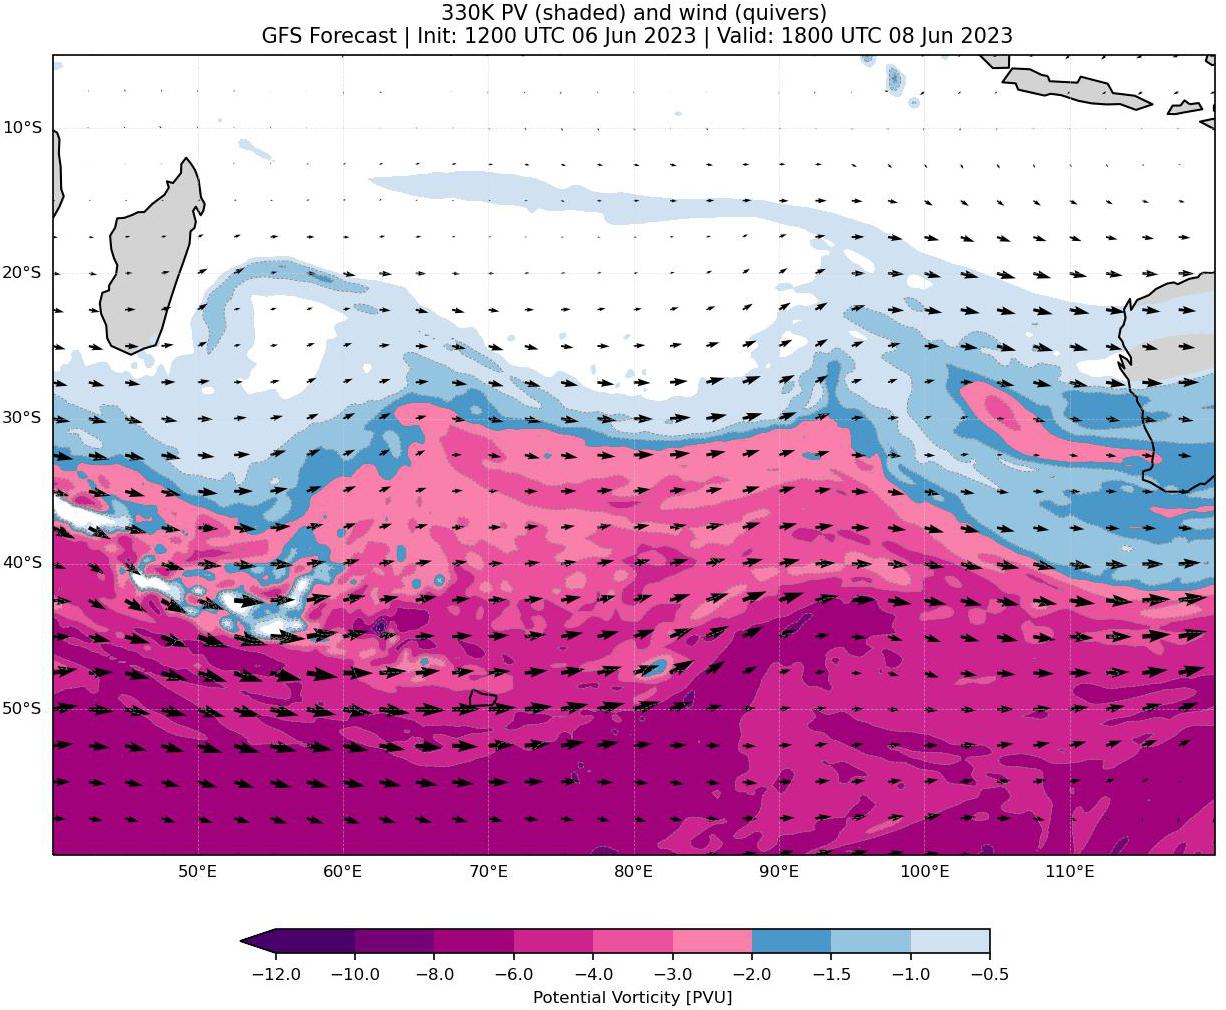 330K PV (shaded) and wind (quivers)
GFS Forecast | Init: 1200 UTC 06 Jun 2023 | Valid: 1800 UTC 08 Jun 2023
10°S
20°S
30°S
40°S
50°S
50°E 60°E 70°E 80°E 90°E 100°E 110°E
−12.0 −10.0 −8.0 −6.0 −4.0 −3.0 −2.0 −1.5 −1.0 −0.5
Potential Vorticity [PVU]